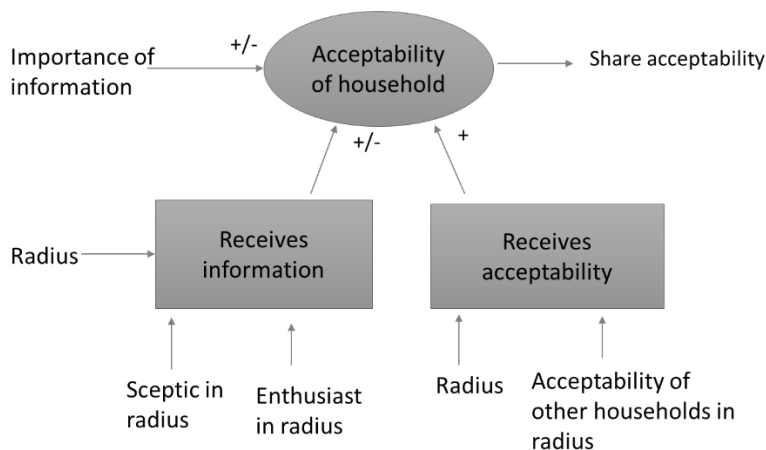 Importance of
information
+/-
Acceptability
of household
Share acceptability
+/-
+
Radius
Receives
information
Receives
acceptability
Sceptic in
radius
Enthusiast
in radius
Radius
Acceptability of
other households in
radius